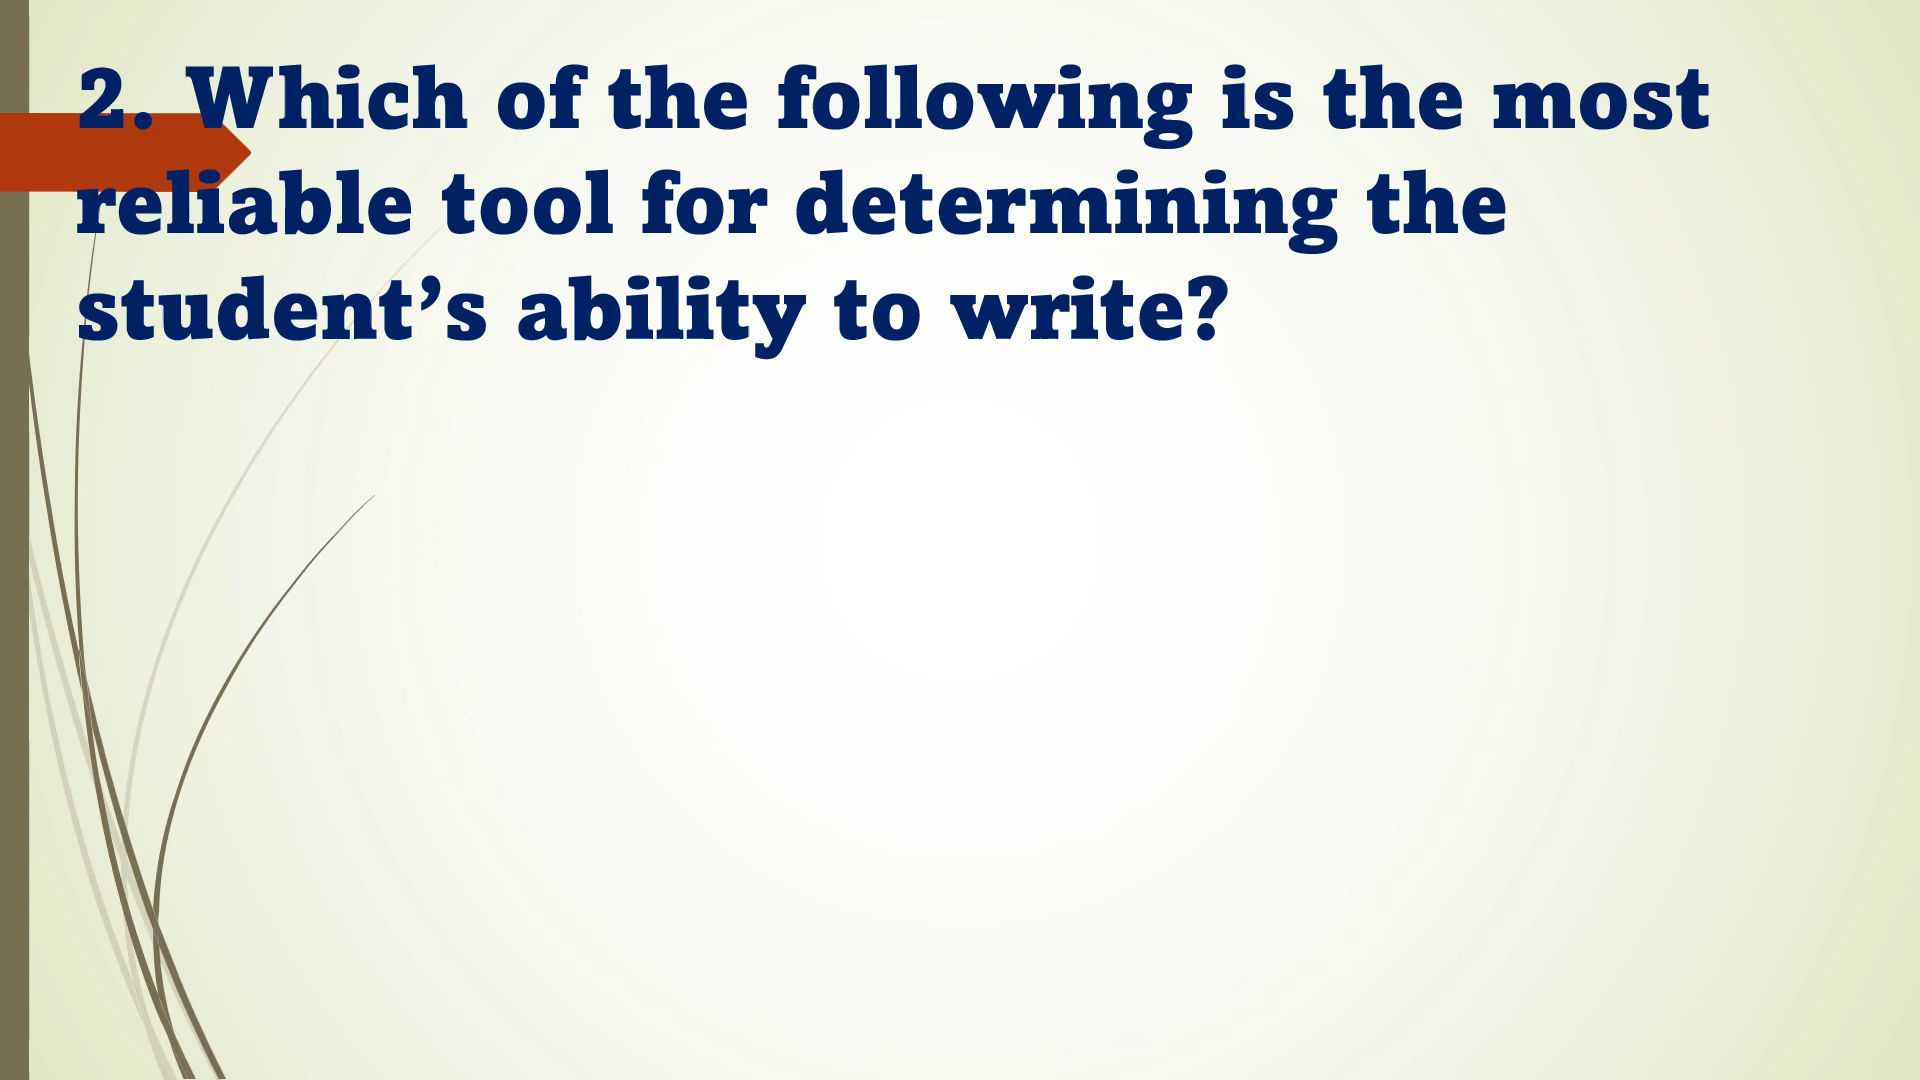 2. Which of the following is the most
reliable tool for determining the
student’s ability to write?